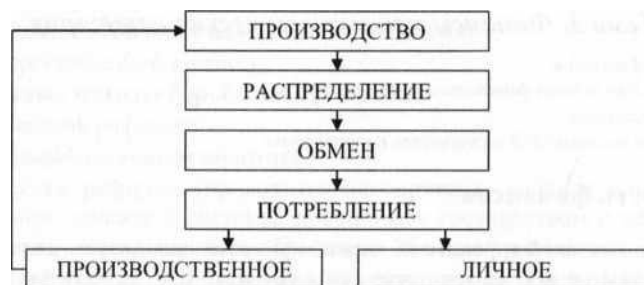 ПРОИЗВОДСТВО
РАСПРЕДЕЛЕНИЕ
ОБМЕН
ПОТРЕБЛЕНИЕ
ПРОИЗВОДСТВЕННОЕ
ЛИЧНОЕ